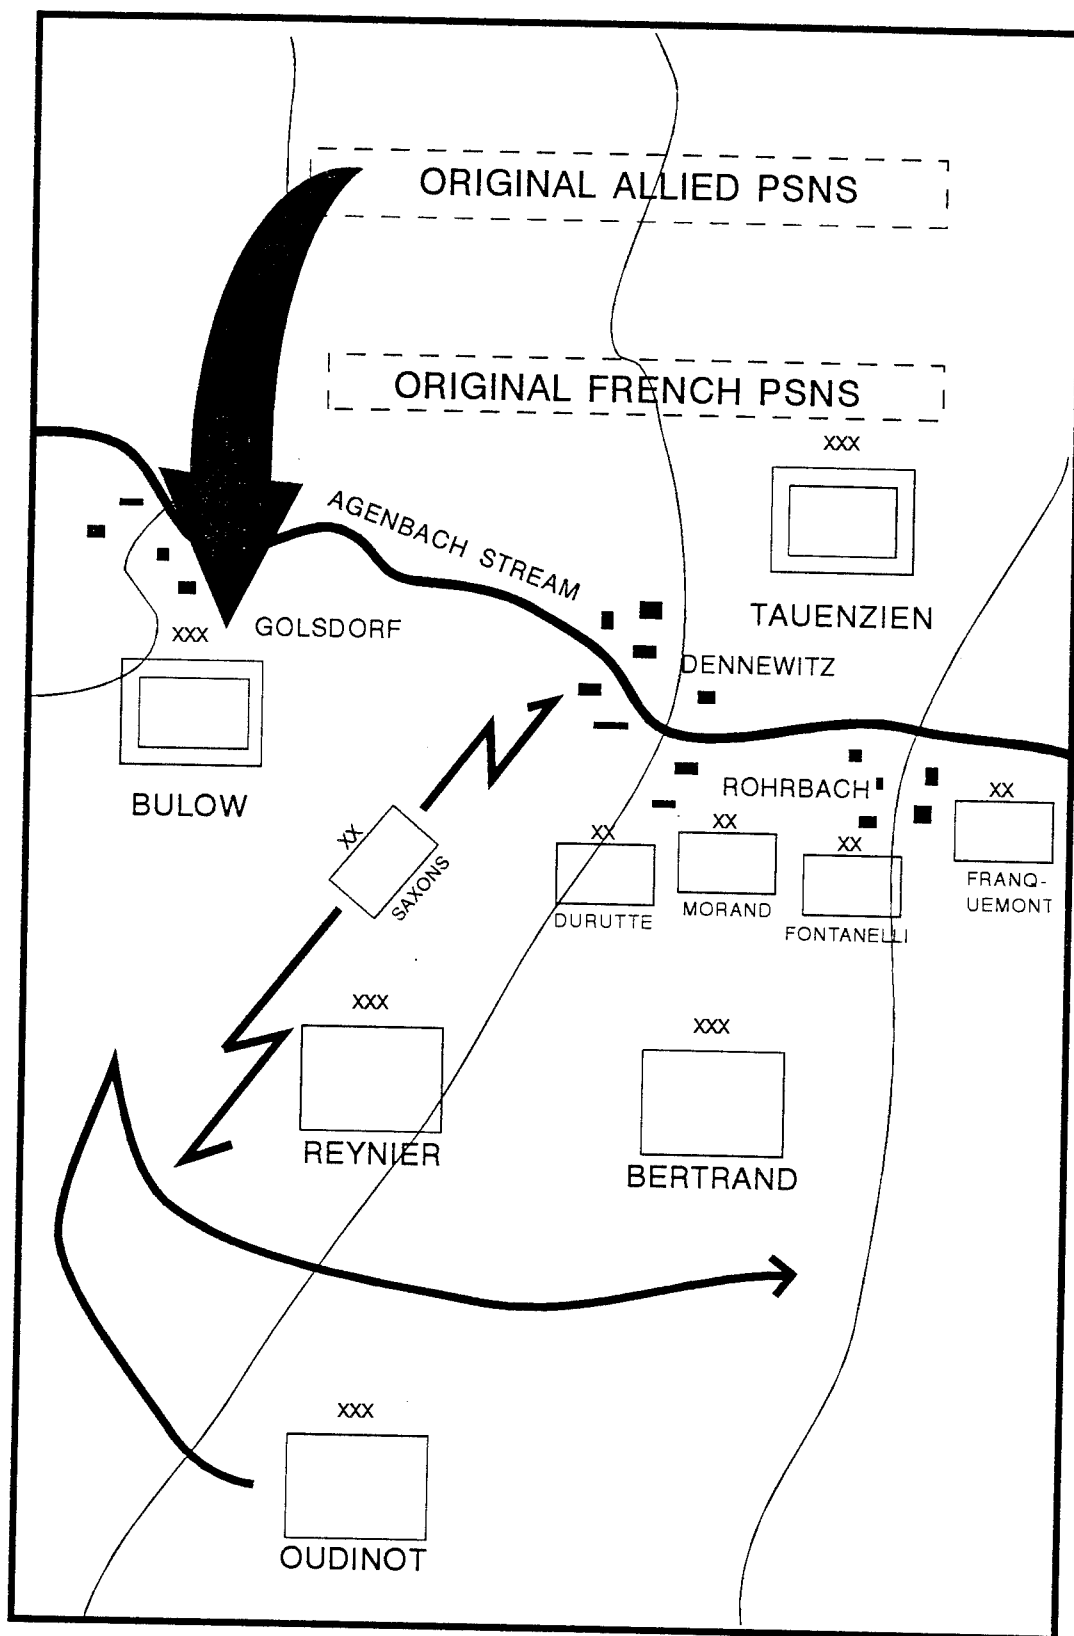 ORIGINAL ALLIED PSNS
ORIGINAL FRENCH PSNS
XXX
TAUENZIEN
AGENBACH STREAM
GOLSDORF
XXX
BULOW
DENNEWITZ
ROHRBACH
XX
SAXONS
XX
DURUTTE
XX
MORAND
XX
FONTANELLI
XX
FRANQ-
UEMONT
XXX
REYNIER
XXX
BERTRAND
XXX
OUDINOT